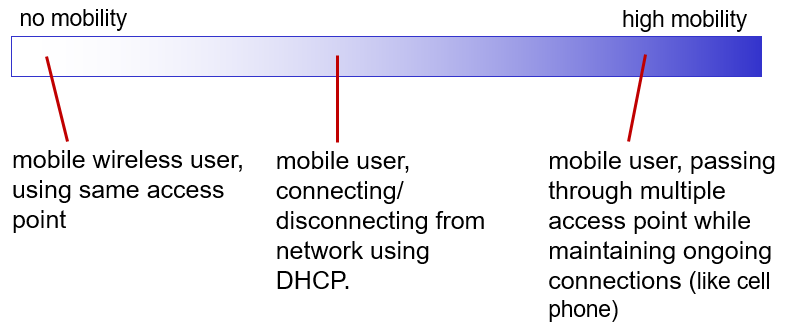 no mobility
high mobility
mobile wireless user,
using same access
point
mobile user,
connecting/
disconnecting from
network using
DHCP.
mobile user, passing
through multiple
access point while
maintaining ongoing
connections (like cell
phone)